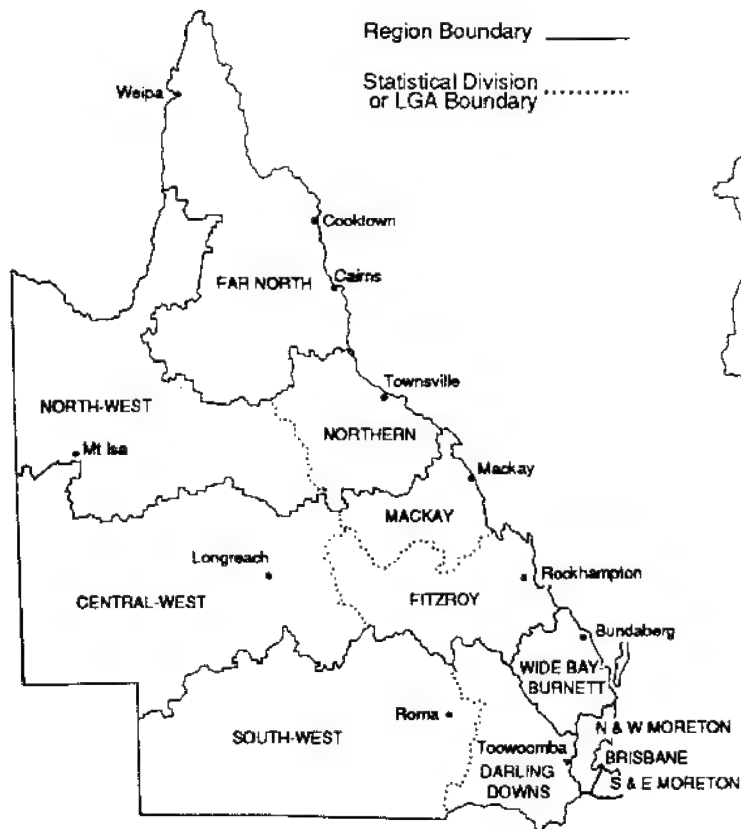 Region Boundary
Statistical Division
or LGA Boundary
Weipa
Cooktown
FAR NORTH
Cairns
Townsville
NORTH-WEST
NORTHERN
Mt Isa
Mackay
MACKAY
Longreach
Rockhampton
CENTRAL-WEST
FITZROY
Bundaberg
WIDE BAY-
BURNETT
Roma
N & W MORETON
SOUTH-WEST
Toowoomba
BRISBANE
DARLING
DOWNS
S & E MORETON